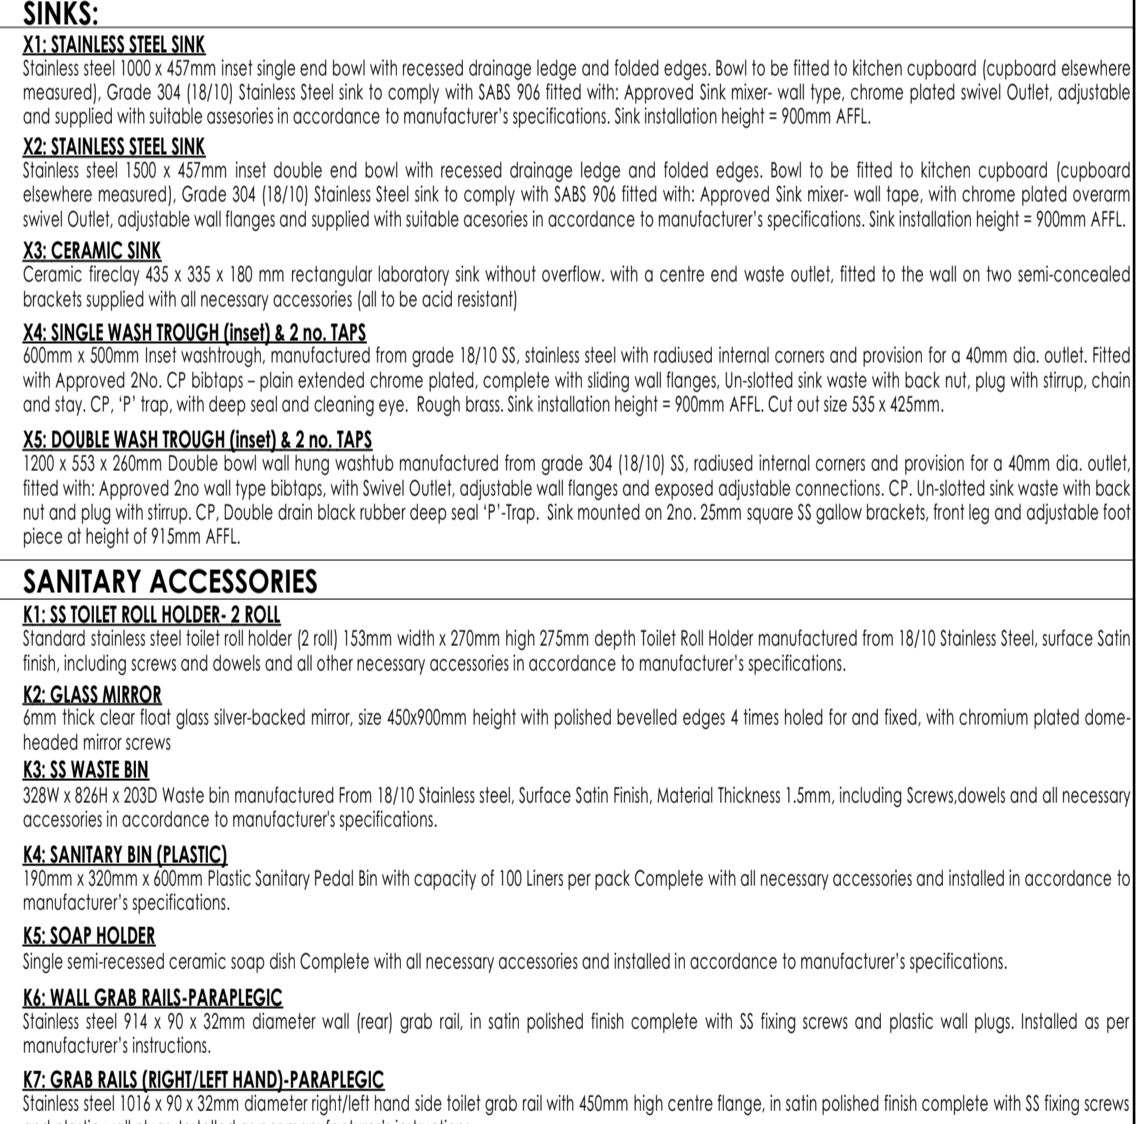 SINKS:
X1: STAINLESS STEEL SINK
Stainless steel 1000 x 457mm inset single end bowl with recessed drainage ledge and folded edges. Bowl to be fitted to kitchen cupboard (cupboard elsewhere
measured), Grade 304 (18/10) Stainless Steel sink to comply with SABS 906 fitted with: Approved Sink mixer- wall type, chrome plated swivel Outlet, adjustable
and supplied with suitable assesories in accordance to manufacturer's specifications. Sink installation height = 900mm AFFL.
X2: STAINLESS STEEL SINK
Stainless steel 1500 x 457mm inset double end bowl with recessed drainage ledge and folded edges. Bowl to be fitted to kitchen cupboard (cupboard
elsewhere measured), Grade 304 (18/10) Stainless Steel sink to comply with SABS 906 fitted with: Approved Sink mixer- wall tape, with chrome plated overarm
swivel Outlet, adjustable wall flanges and supplied with suitable acesories in accordance to manufacturer's specifications. Sink installation height = 900mm AFFL.
X3: CERAMIC SINK
Ceramic fireclay 435 x 335 x 180 mm rectangular laboratory sink without overflow. with a centre end waste outlet, fitted to the wall on two semi-concealed
brackets supplied with all necessary accessories (all to be acid resistant)
X4: SINGLE WASH TROUGH (inset) & 2 no. TAPS
600mm x 500mm Inset washtrough, manufactured from grade 18/10 SS, stainless steel with radiused internal corners and provision for a 40mm dia. outlet. Fitted
with Approved 2No. CP bibtaps – plain extended chrome plated, complete with sliding wall flanges, Un-slotted sink waste with back nut, plug with stirrup, chain
and stay. CP, ‘P’ trap, with deep seal and cleaning eye. Rough brass. Sink installation height = 900mm AFFL. Cut out size 535 x 425mm.
X5: DOUBLE WASH TROUGH (inset) & 2 no. TAPS
1200 x 553 x 260mm Double bowl wall hung washtub manufactured from grade 304 (18/10) SS, radiused internal corners and provision for a 40mm dia. outlet,
fitted with: Approved 2no wall type bibtaps, with Swivel Outlet, adjustable wall flanges and exposed adjustable connections. CP. Un-slotted sink waste with back
nut and plug with stirrup. CP, Double drain black rubber deep seal ‘P’-Trap. Sink mounted on 2no. 25mm square SS gallow brackets, front leg and adjustable foot
piece at height of 915mm AFFL.
SANITARY ACCESSORIES
K1: SS TOILET ROLL HOLDER- 2 ROLL
Standard stainless steel toilet roll holder (2 roll) 153mm width x 270mm high 275mm depth Toilet Roll Holder manufactured from 18/10 Stainless Steel, surface Satin
finish, including screws and dowels and all other necessary accessories in accordance to manufacturer's specifications.
K2: GLASS MIRROR
6mm thick clear float glass silver-backed mirror, size 450x900mm height with polished bevelled edges 4 times holed for and fixed, with chromium plated dome-
headed mirror screws
K3: SS WASTE BIN
328W x 826H x 203D Waste bin manufactured From 18/10 Stainless steel, Surface Satin Finish, Material Thickness 1.5mm, including Screws,dowels and all necessary
accessories in accordance to manufacturer's specifications.
K4: SANITARY BIN (PLASTIC)
190mm x 320mm x 600mm Plastic Sanitary Pedal Bin with capacity of 100 Liners per pack Complete with all necessary accessories and installed in accordance to
manufacturer's specifications.
K5: SOAP HOLDER
Single semi-recessed ceramic soap dish Complete with all necessary accessories and installed in accordance to manufacturer's specifications.
K6: WALL GRAB RAILS-PARAPLEGIC
Stainless steel 914 x 90 x 32mm diameter wall (rear) grab rail, in satin polished finish complete with SS fixing screws and plastic wall plugs. Installed as per
manufacturer's instructions.
K7: GRAB RAILS (RIGHT/LEFT HAND)-PARAPLEGIC
Stainless steel 1016 x 90 x 32mm diameter right/left hand side toilet grab rail with 450mm high centre flange, in satin polished finish complete with SS fixing screws